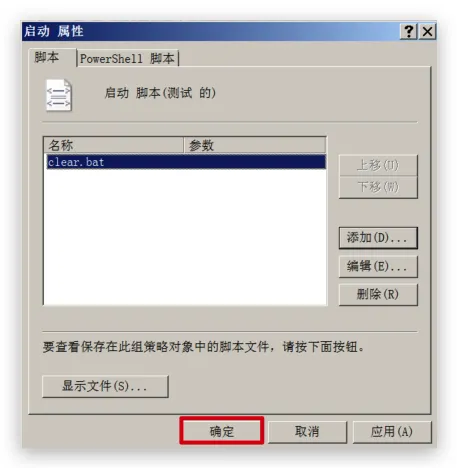 启动 属性
脚本 PowerShell 脚本
启动 脚本(测试 的)
名称 参数
clear.bat
上移(U)
下移(W)
添加(D)...
编辑(E)...
删除(R)
要查看保存在此组策略对象中的脚本文件，请按下面按钮。
显示文件(S)...
确定 取消 应用(A)